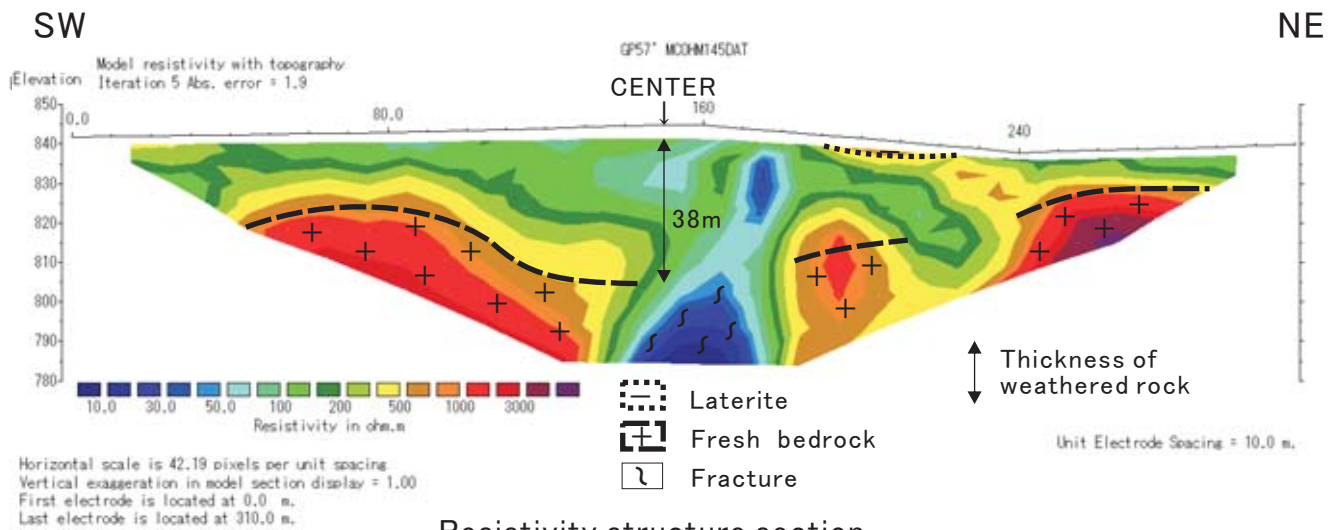 SW
NE
GP57' MCOHM145DAT
Model resistivity with topography
Iteration 5 Abs. error = 1.9
Elevation
CENTER
850
840
830
820
810
800
790
780
0.0
80.0
160
240
38m
10.0 30.0 50.0 100 200 500 1000 3000
Resistivity in ohm.m
Laterite
Fresh bedrock
Fracture
Thickness of
weathered rock
Unit Electrode Spacing = 10.0 m.
Horizontal scale is 42.19 pixels per unit spacing
Vertical exaggeration in model section display = 1.00
First electrode is located at 0.0 m.
Last electrode is located at 310.0 m.
Resistivity structure section